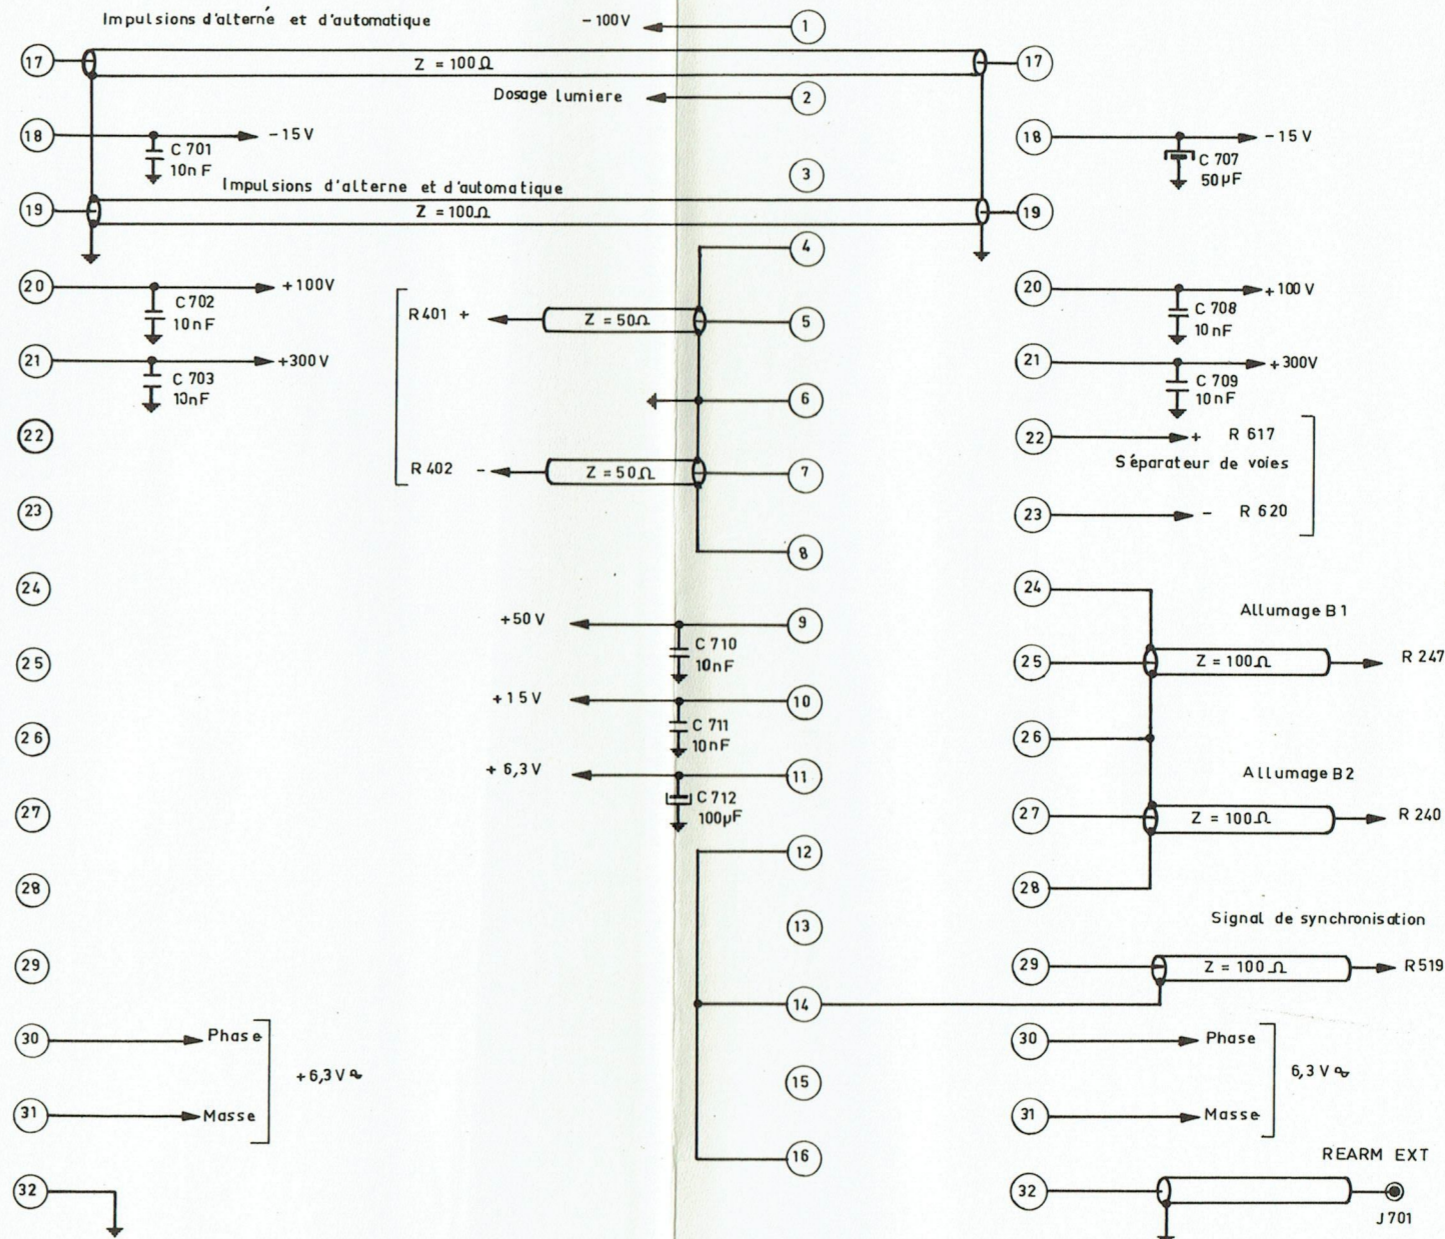 Impulsions d'alterné et d'automatique
-100V
1
17
Z = 100Ω
17
Dosage lumiere
2
18
-15V
C 701
10nF
18
-15V
C 707
50µF
3
Impulsions d'alterne et d'automatique
19
Z = 100Ω
19
4
20
+100V
C 702
10nF
R401 +
Z = 50Ω
5
20
+100V
C 708
10nF
21
+300V
C 703
10nF
6
21
+300V
C 709
10nF
22
R 402 -
Z = 50Ω
7
22
+ R 617
Séparateur de voies
23
8
23
- R 620
24
+50V
9
C 710
10nF
24
Allumage B1
25
25
Z = 100Ω
R 247
+15V
10
C 711
10nF
26
26
+ 6,3V
11
C 712
100µF
Allumage B2
27
27
Z = 100Ω
R 240
12
28
28
13
Signal de synchronisation
29
29
Z = 100Ω
R519
14
30
Phase
+6,3V ~
30
Phase
6,3V ~
15
31
Masse
31
Masse
16
REARM EXT
32
32
J701